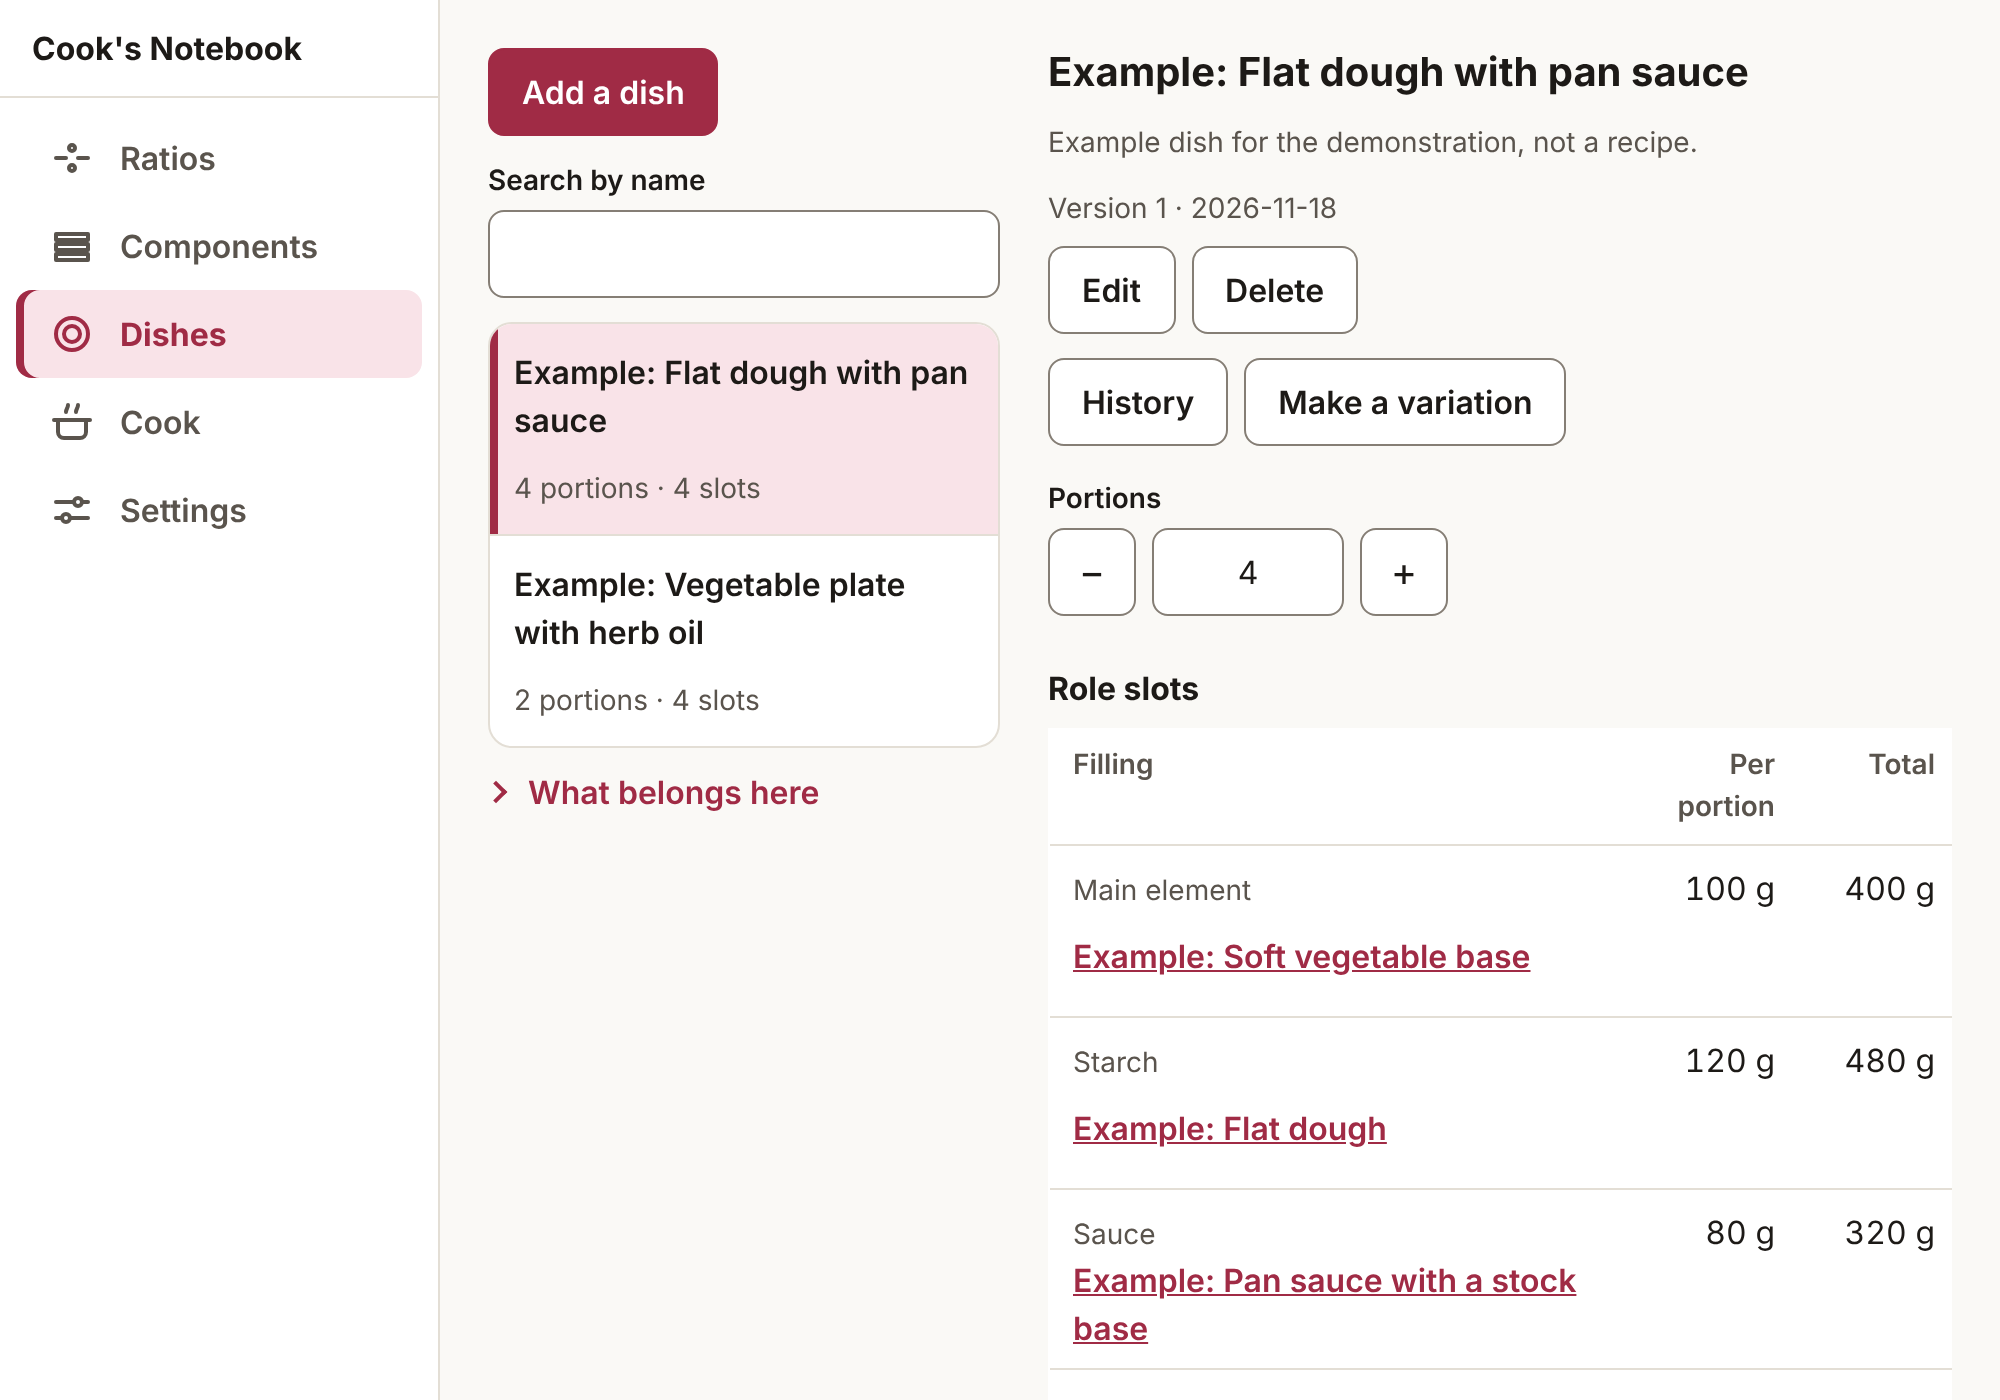 Cook's Notebook
Ratios
Components
Dishes
Cook
Settings
Add a dish
Search by name
Example: Flat dough with pan
sauce
4 portions · 4 slots
Example: Vegetable plate
with herb oil
2 portions · 4 slots
What belongs here
Example: Flat dough with pan sauce
Example dish for the demonstration, not a recipe.
Version 1 · 2026-11-18
Edit Delete
History Make a variation
Portions
− 4 +
Role slots
Filling Per portion Total
Main element 100 g 400 g
Example: Soft vegetable base
Starch 120 g 480 g
Example: Flat dough
Sauce 80 g 320 g
Example: Pan sauce with a stock
base